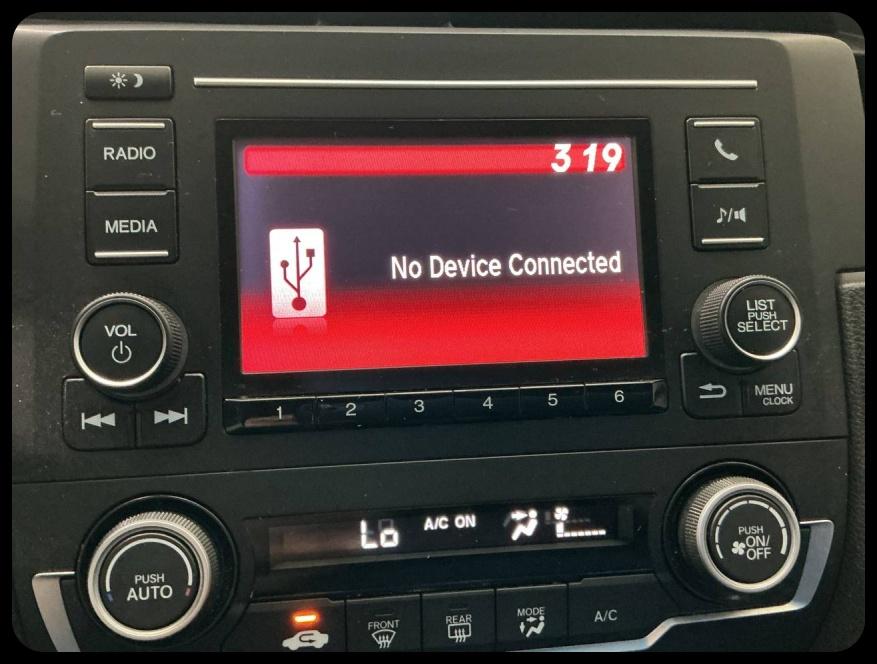 RADIO
MEDIA
3 19
No Device Connected
VOL
LIST
PUSH
SELECT
MENU
CLOCK
1 2 3 4 5 6
Lo
A/C ON
PUSH
AUTO
PUSH
ON/
OFF
FRONT
REAR
MODE
A/C